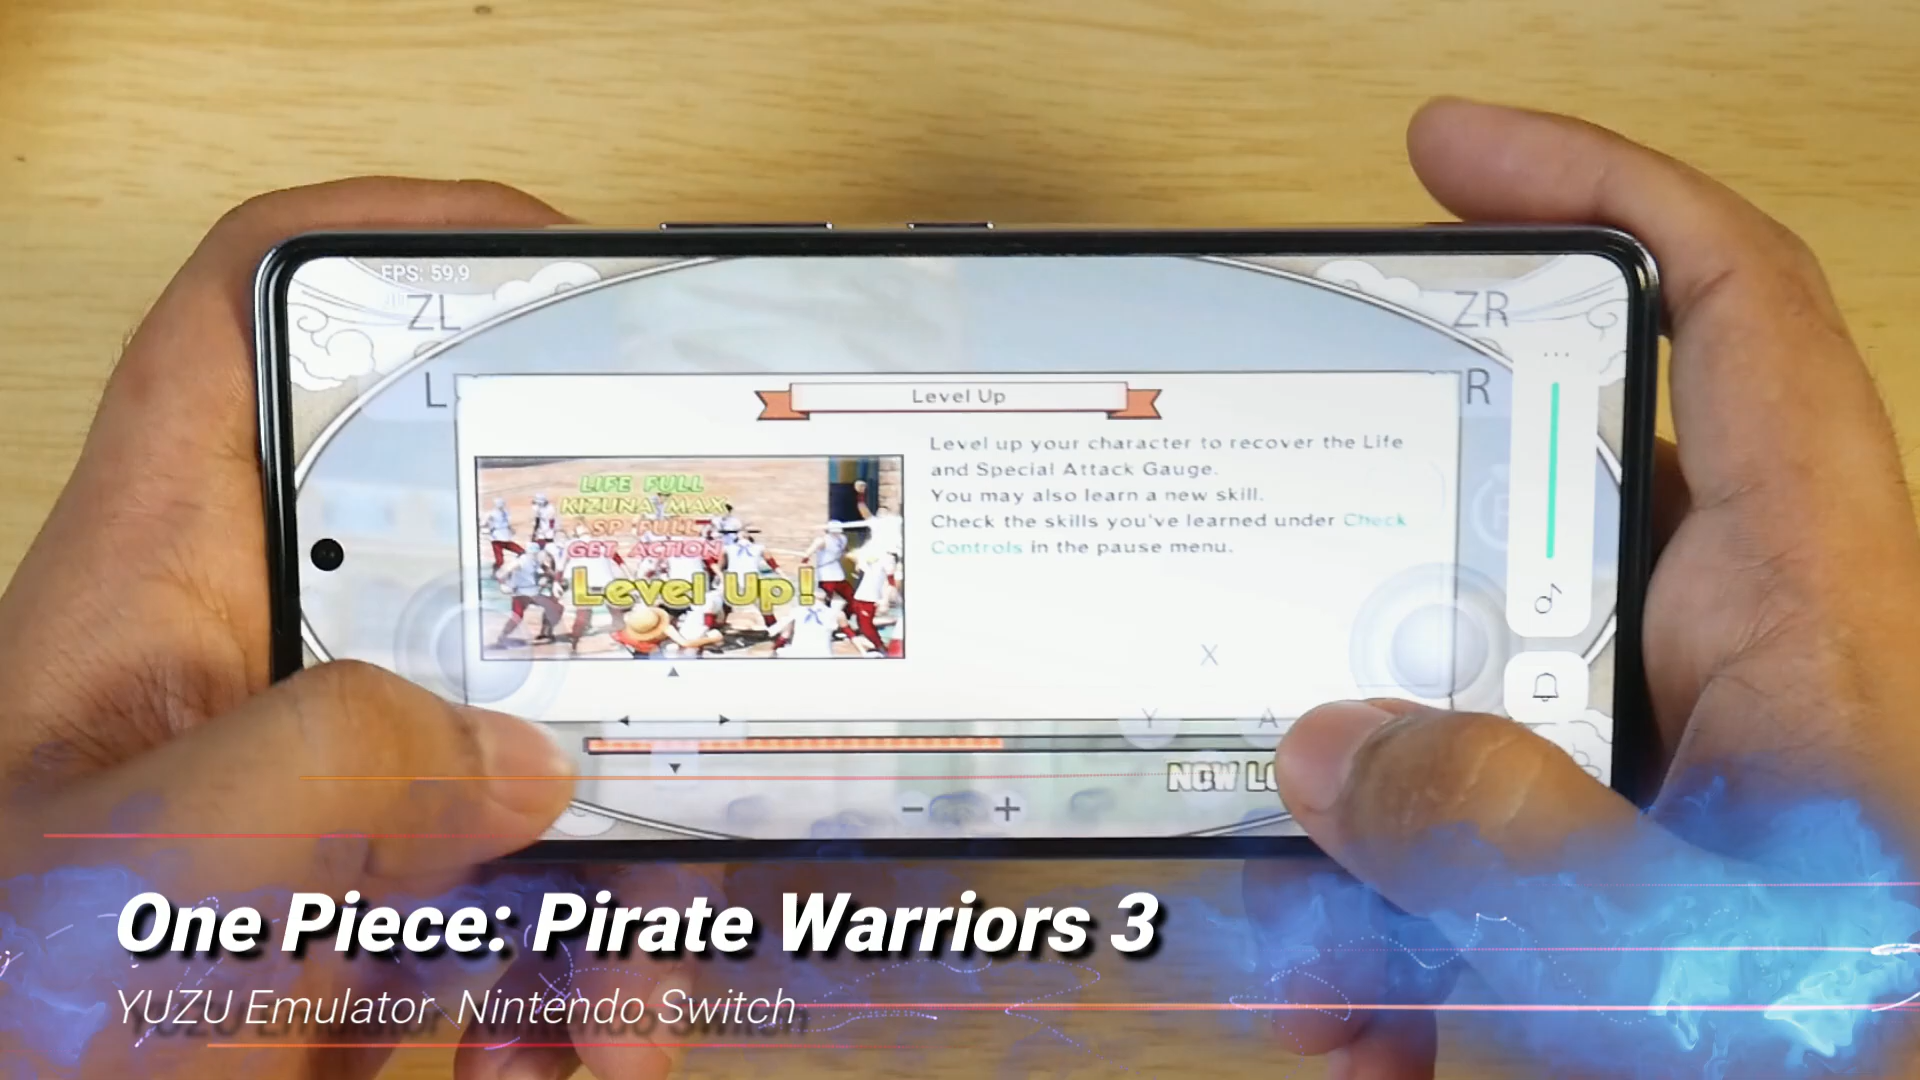 FPS: 59,9
ZL
ZR
L
R
Level Up
Level up your character to recover the Life
and Special Attack Gauge.
You may also learn a new skill.
Check the skills you've learned under Check
Controls in the pause menu.
LIFE FULL
KIZUNA MAX
SP FULL
GET ACTION
Level Up!
X
Y
A
NOW LO
One Piece: Pirate Warriors 3
YUZU Emulator Nintendo Switch